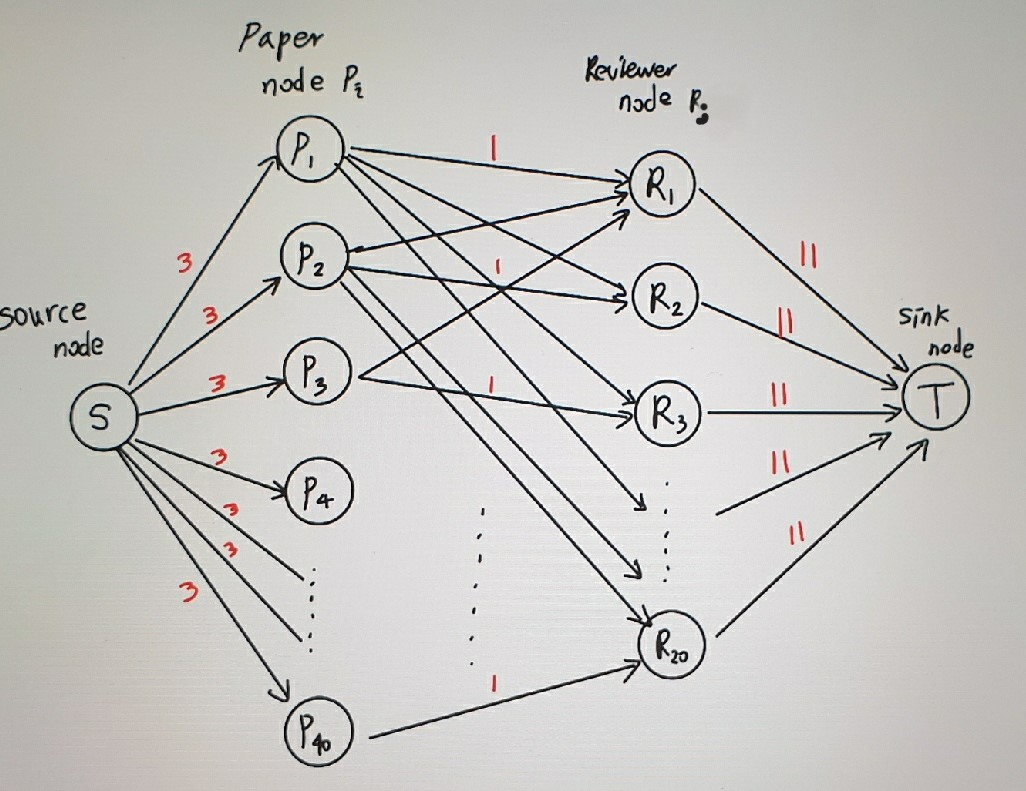 Paper
node Pi
Reviewer
node Rj
P1
1
R1
3
P2
1
R2
11
source
node
3
11
sink
node
S
3
P3
1
R3
11
T
3
P4
11
3
3
11
3
R20
1
P40